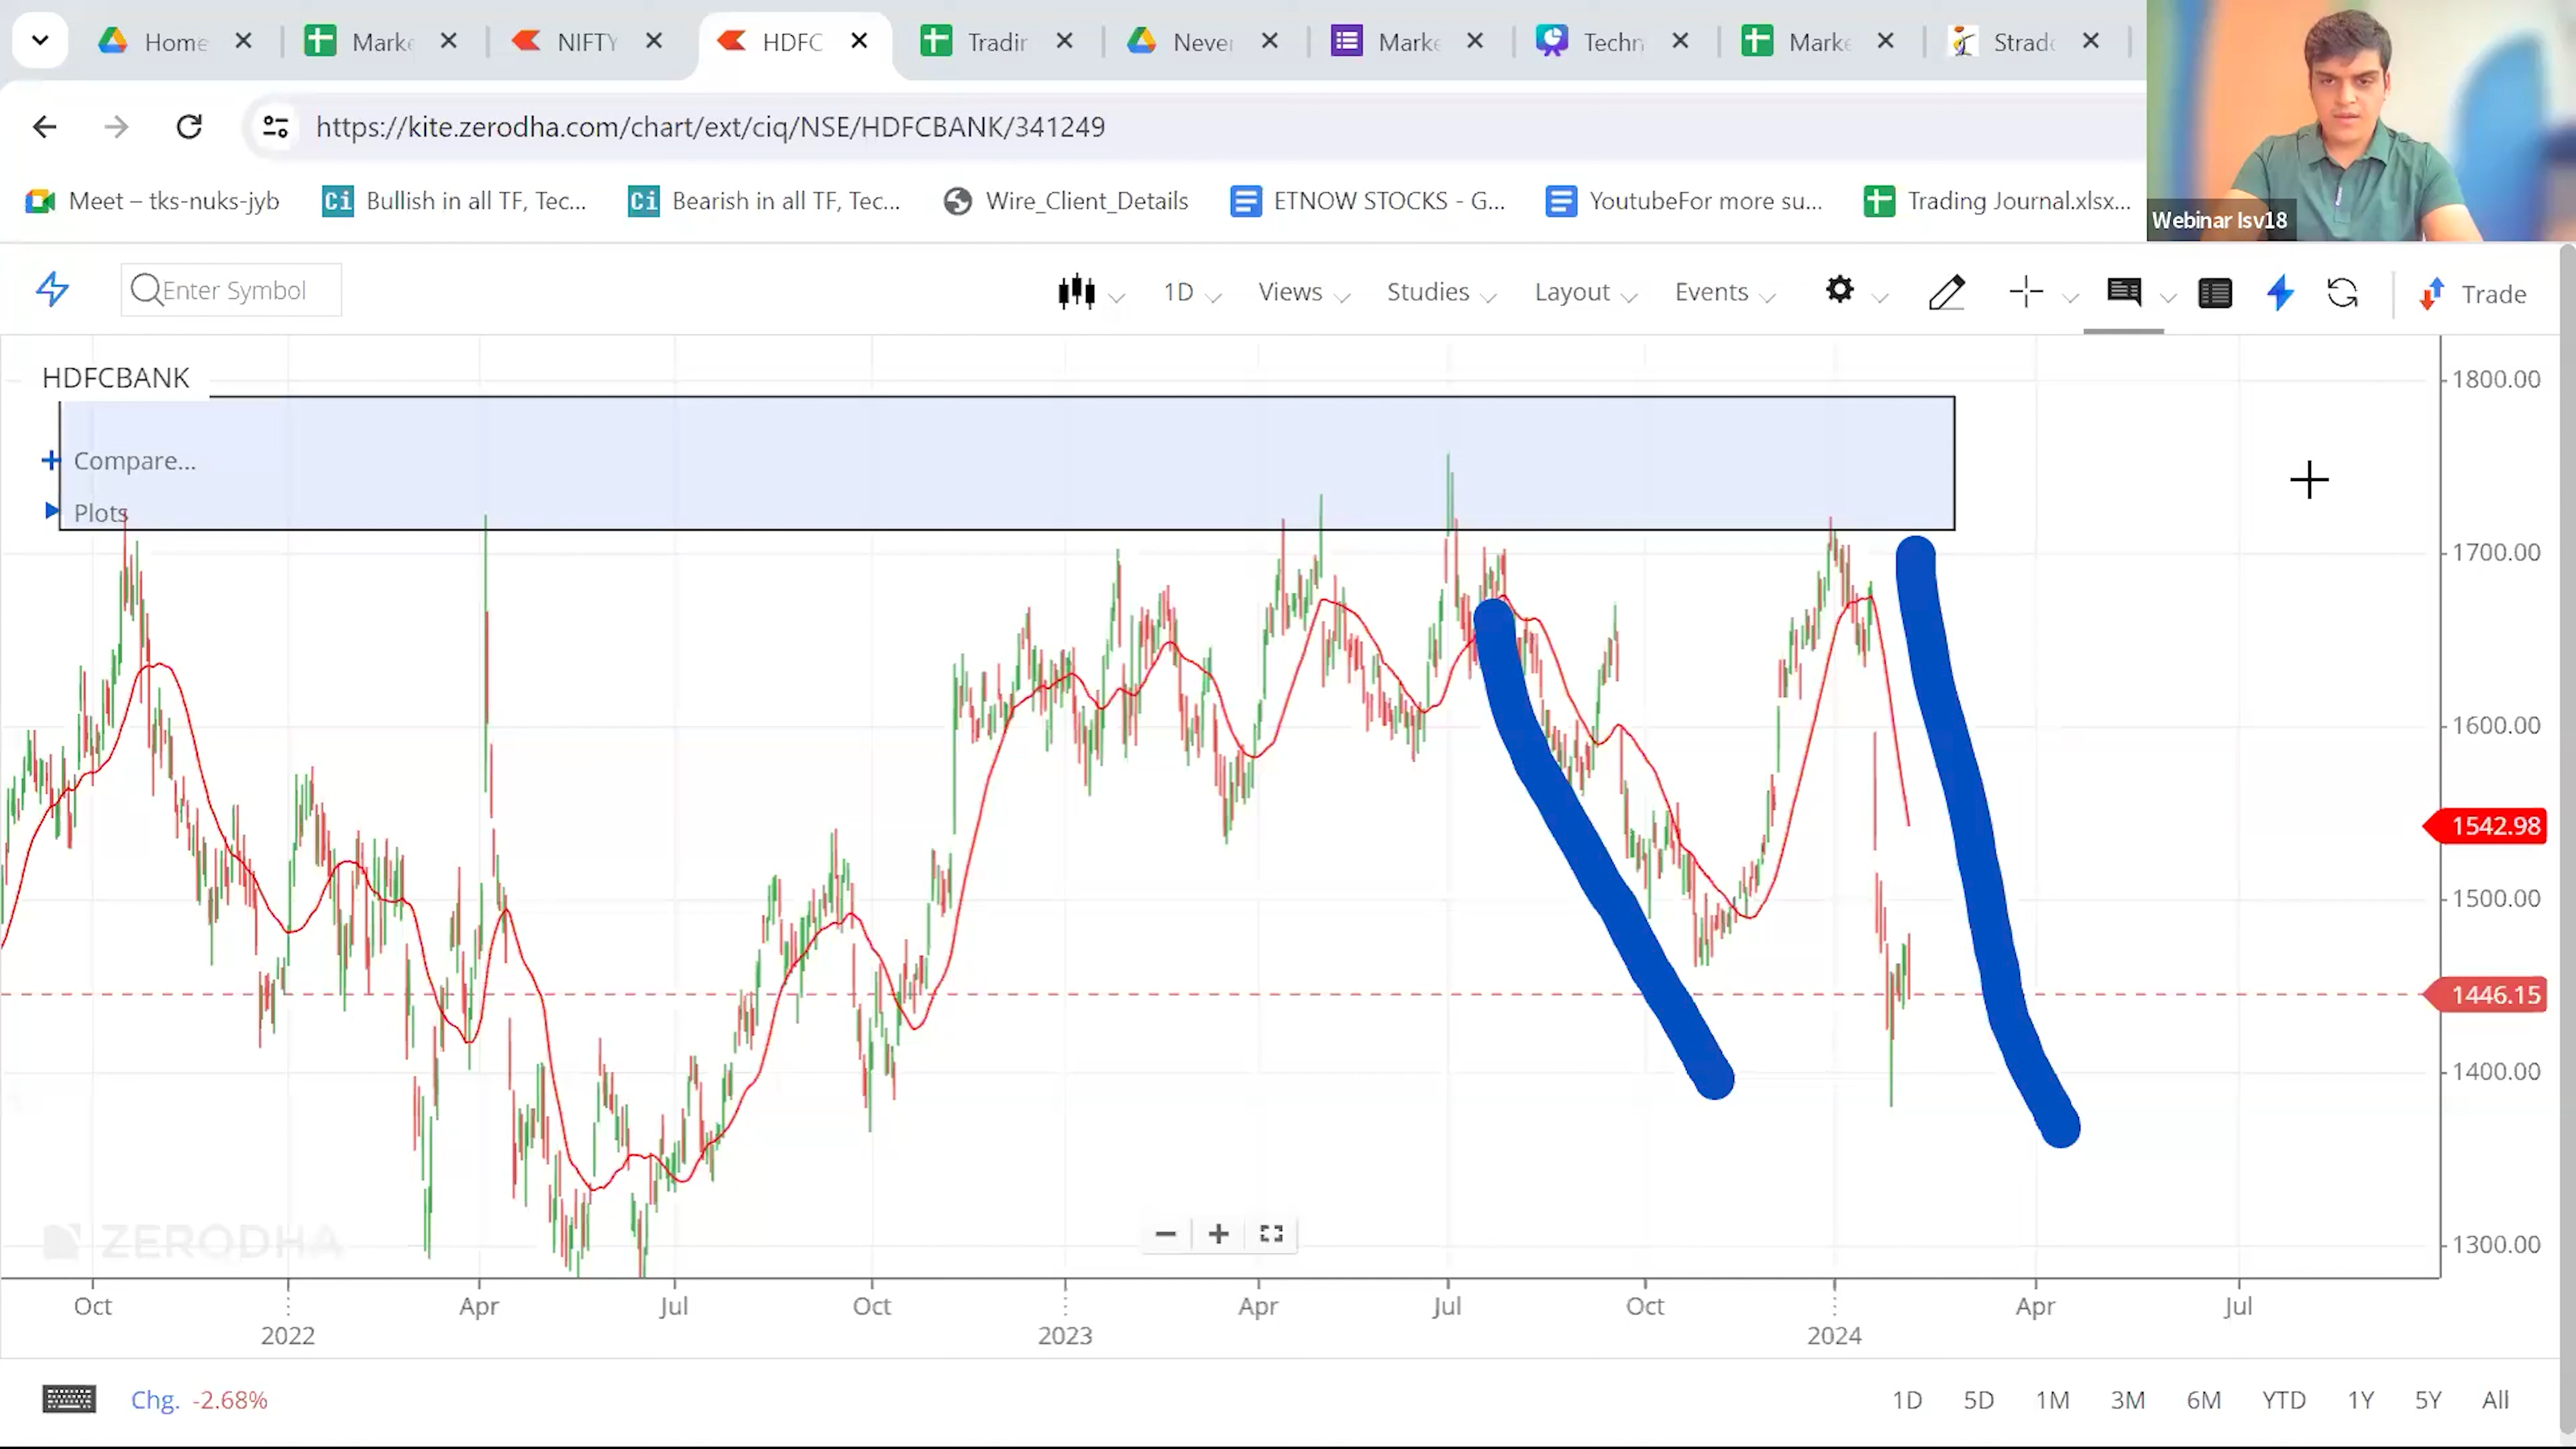 Home
Marke
NIFTY
HDFC
Tradin
Never
Marke
Techn
Marke
Strad
https://kite.zerodha.com/chart/ext/ciq/NSE/HDFCBANK/341249
Meet – tks-nuks-jyb
Ci Bullish in all TF, Tec...
Ci Bearish in all TF, Tec...
Wire_Client_Details
ETNOW STOCKS - G...
YoutubeFor more su...
Trading Journal.xlsx...
Webinar lsv18
Enter Symbol
1D
Views
Studies
Layout
Events
Trade
HDFCBANK
Compare...
Plots
1800.00
1700.00
1600.00
1542.98
1500.00
1446.15
1400.00
1300.00
ZERODHA
Oct
Apr
Jul
Oct
Apr
Jul
Oct
Apr
Jul
2022
2023
2024
Chg. -2.68%
1D 5D 1M 3M 6M YTD 1Y 5Y All